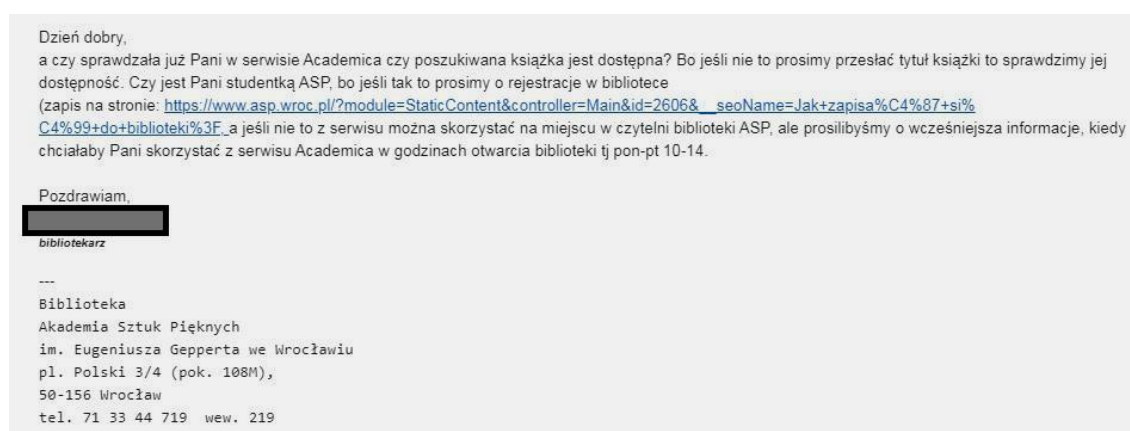 Dzień dobry,
a czy sprawdzała już Pani w serwisie Academica czy poszukiwana książka jest dostępna? Bo jeśli nie to prosimy przesłać tytuł książki to sprawdzimy jej
dostępność. Czy jest Pani studentką ASP, bo jeśli tak to prosimy o rejestracje w bibliotece
(zapis na stronie: https://www.asp.wroc.pl/?module=StaticContent&controller=Main&id=2606&__seoName=Jak+zapisa%C4%87+si%
C4%99+do+biblioteki%3F, a jeśli nie to z serwisu można skorzystać na miejscu w czytelni biblioteki ASP, ale prosilibyśmy o wcześniejsza informacje, kiedy
chciałaby Pani skorzystać z serwisu Academica w godzinach otwarcia biblioteki tj pon-pt 10-14.
Pozdrawiam,
bibliotekarz
---
Biblioteka
Akademia Sztuk Pięknych
im. Eugeniusza Gepperta we Wrocławiu
pl. Polski 3/4 (pok. 108M),
50-156 Wrocław
tel. 71 33 44 719 wew. 219